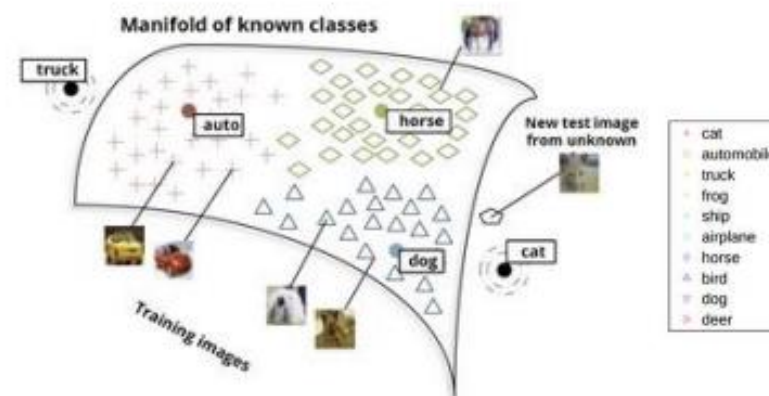 Manifold of known classes
truck
auto
horse
New test image
from unknown
cat
dog
Training images
cat
automobile
truck
frog
ship
airplane
horse
bird
dog
deer